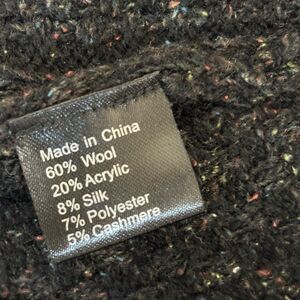 Made in China
60% Wool
20% Acrylic
8% Silk
7% Polyester
5% Cashmere